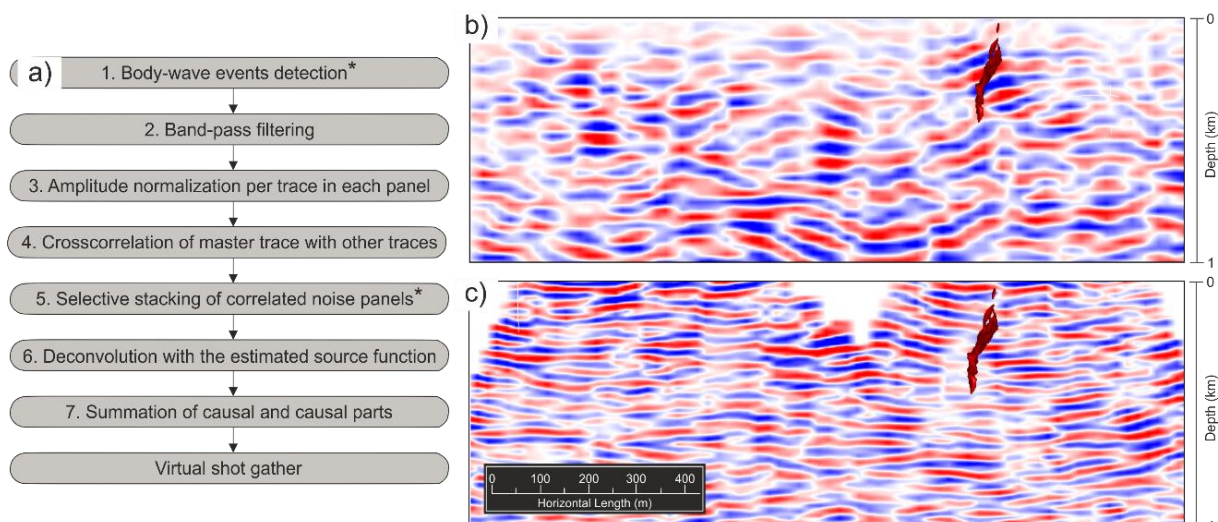 a)
1. Body-wave events detection*
2. Band-pass filtering
3. Amplitude normalization per trace in each panel
4. Crosscorrelation of master trace with other traces
5. Selective stacking of correlated noise panels*
6. Deconvolution with the estimated source function
7. Summation of causal and causal parts
Virtual shot gather
b)
0
Depth (km)
1
c)
0
Depth (km)
0 100 200 300 400
Horizontal Length (m)